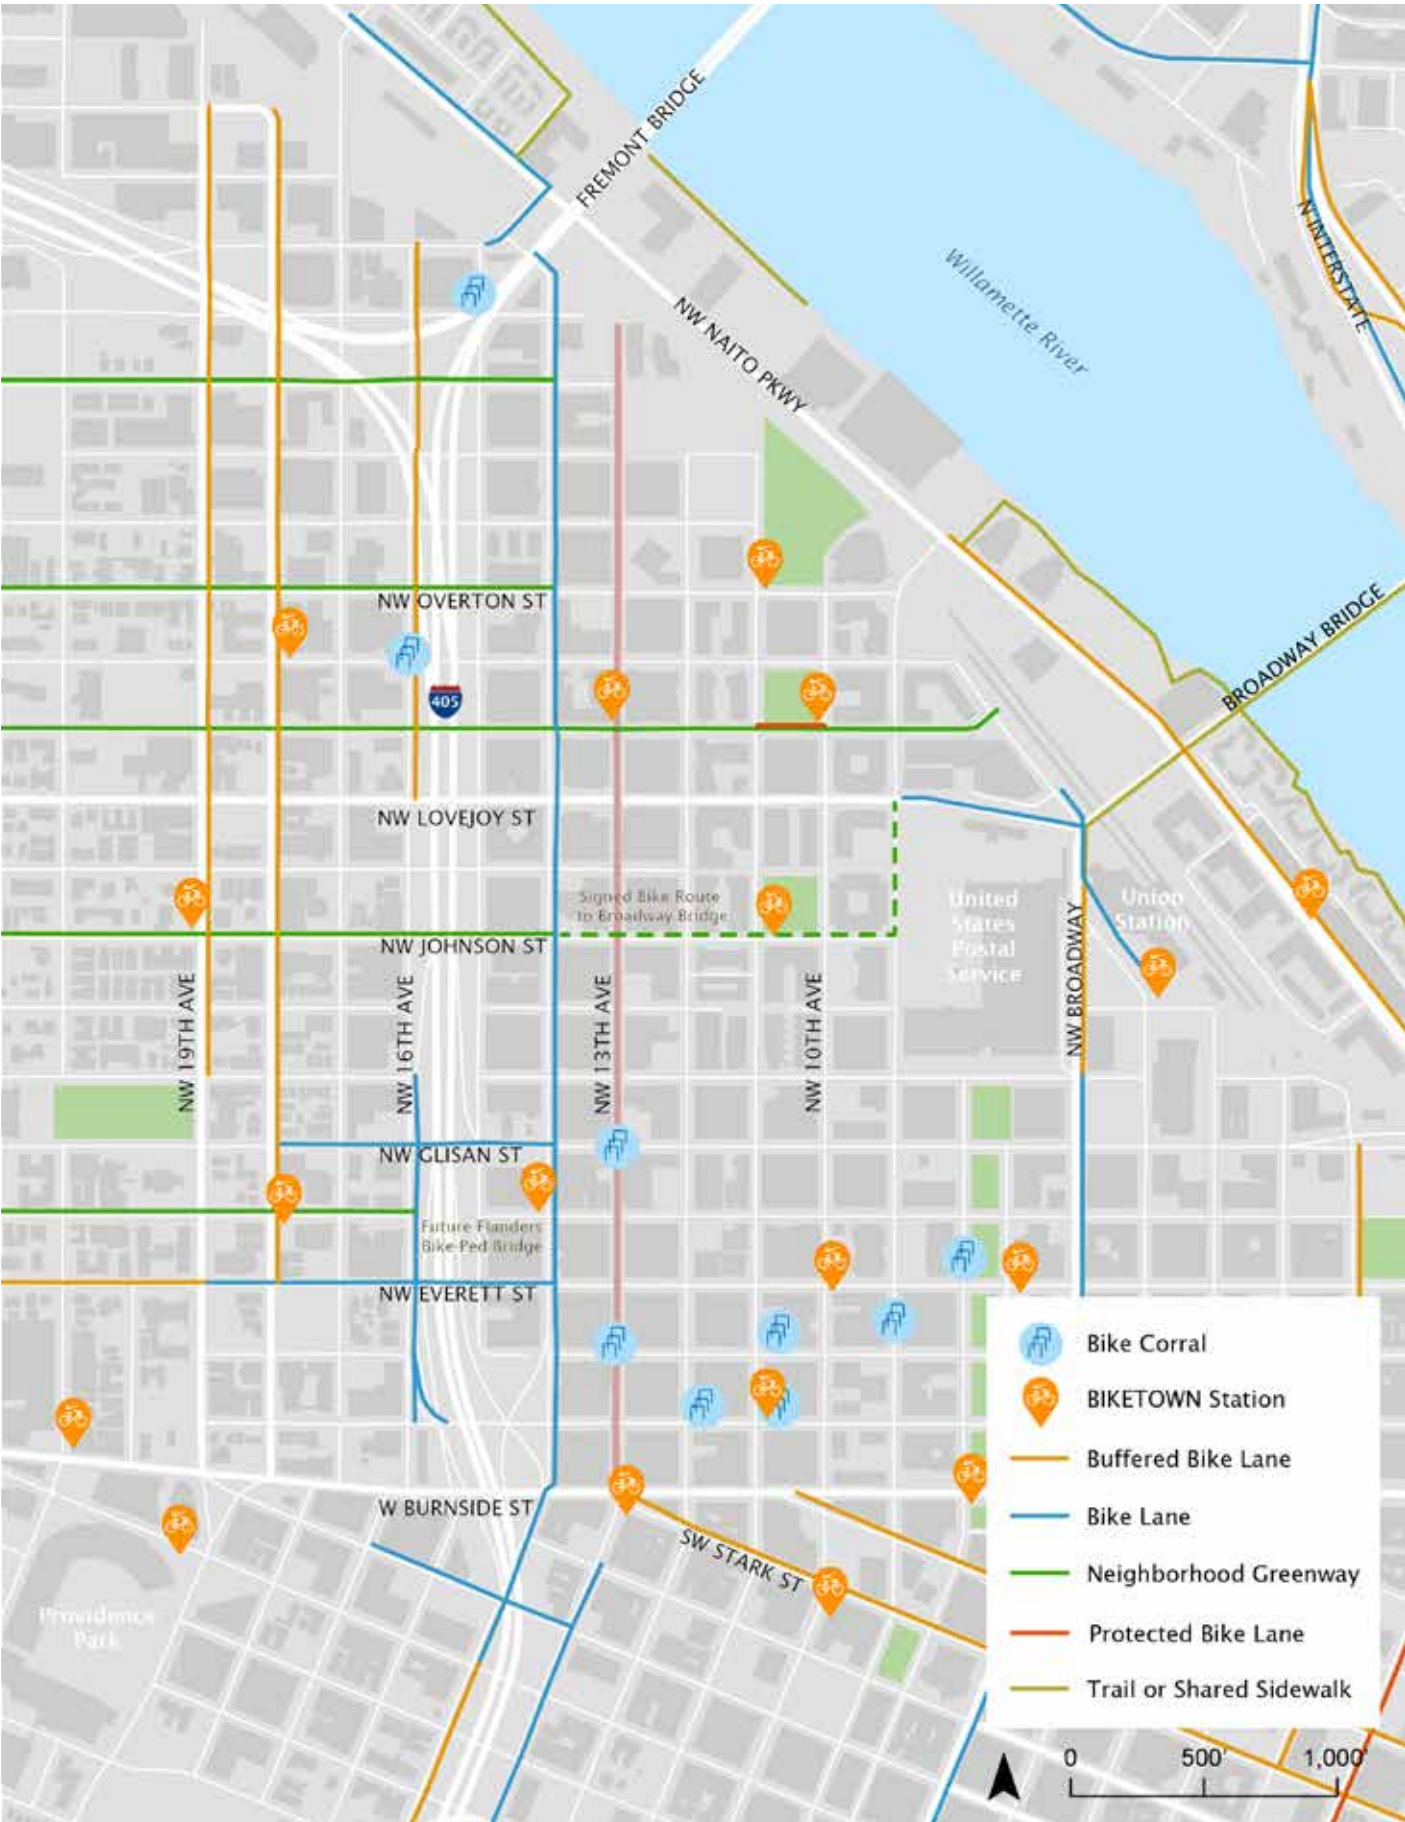 FREMONT BRIDGE
N INTERSTATE
Willamette River
NW NAITO PKWY
NW OVERTON ST
BROADWAY BRIDGE
405
NW LOVEJOY ST
Signed Bike Route
to Broadway Bridge
United
States
Postal
Service
Union
Station
NW JOHNSON ST
NW 19TH AVE
NW 16TH AVE
NW 13TH AVE
NW 10TH AVE
NW BROADWAY
NW GLISAN ST
Future Flanders
Bike-Ped Bridge
NW EVERETT ST
W BURNSIDE ST
SW STARK ST
Providence
Park
Bike Corral
BIKETOWN Station
Buffered Bike Lane
Bike Lane
Neighborhood Greenway
Protected Bike Lane
Trail or Shared Sidewalk
0 500' 1,000'